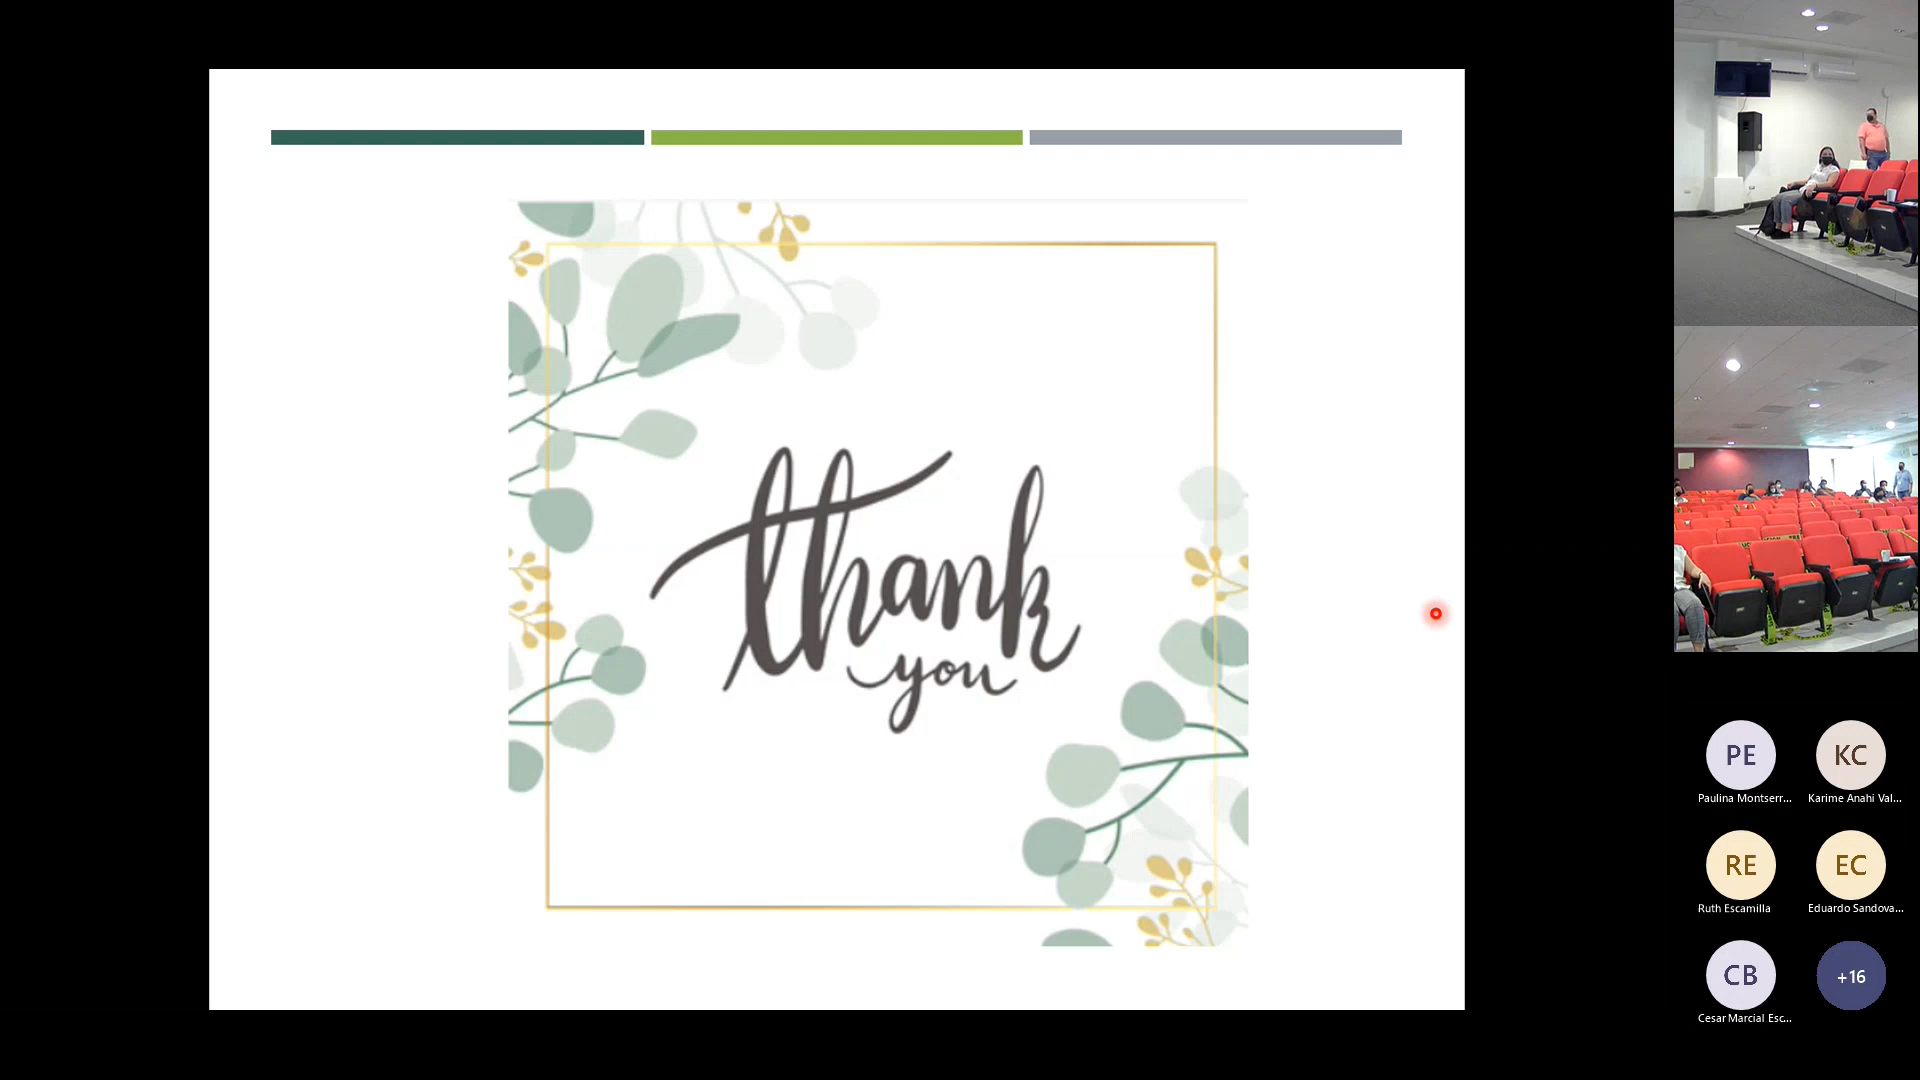 thank
you
PE
KC
Paulina Montserr...
Karime Anahi Val...
RE
EC
Ruth Escamilla
Eduardo Sandova...
CB
+16
Cesar Marcial Esc...